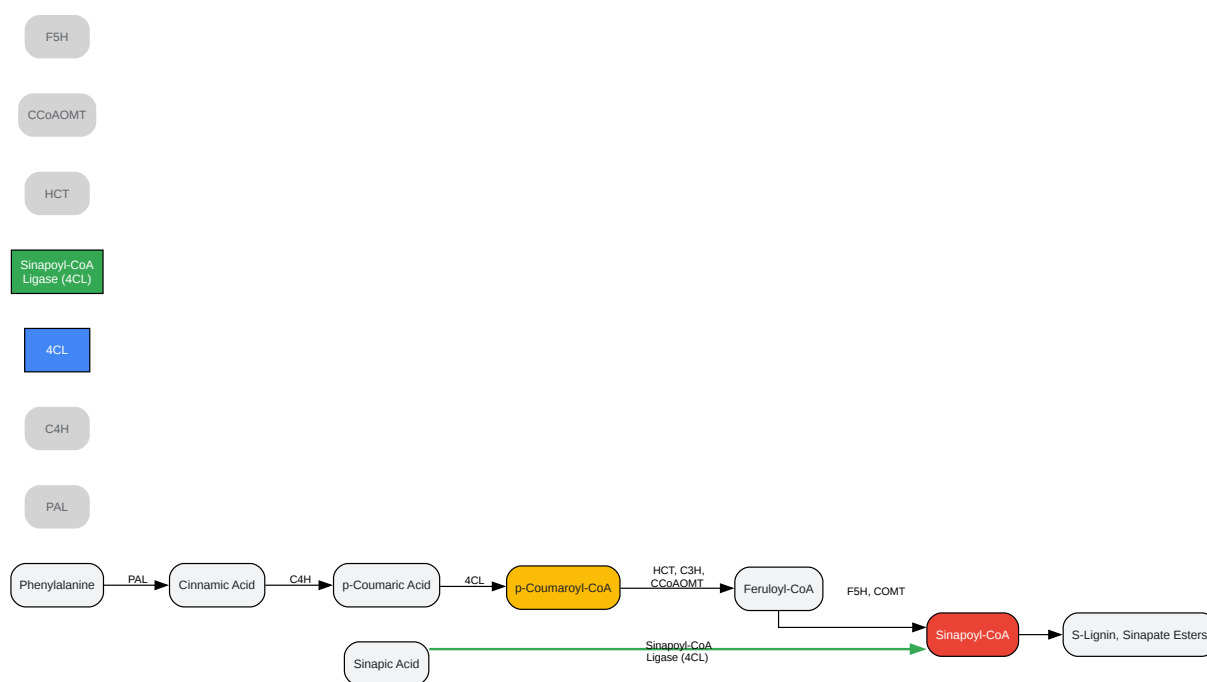 F5H
CCoAOMT
HCT
Sinapoyl-CoA
Ligase (4CL)
4CL
C4H
PAL
Phenylalanine
PAL
Cinnamic Acid
C4H
p-Coumaric Acid
4CL
p-Coumaroyl-CoA
HCT, C3H,
CCoAOMT
Feruloyl-CoA
F5H, COMT
Sinapic Acid
Sinapoyl-CoA
Ligase (4CL)
Sinapoyl-CoA
S-Lignin, Sinapate Esters